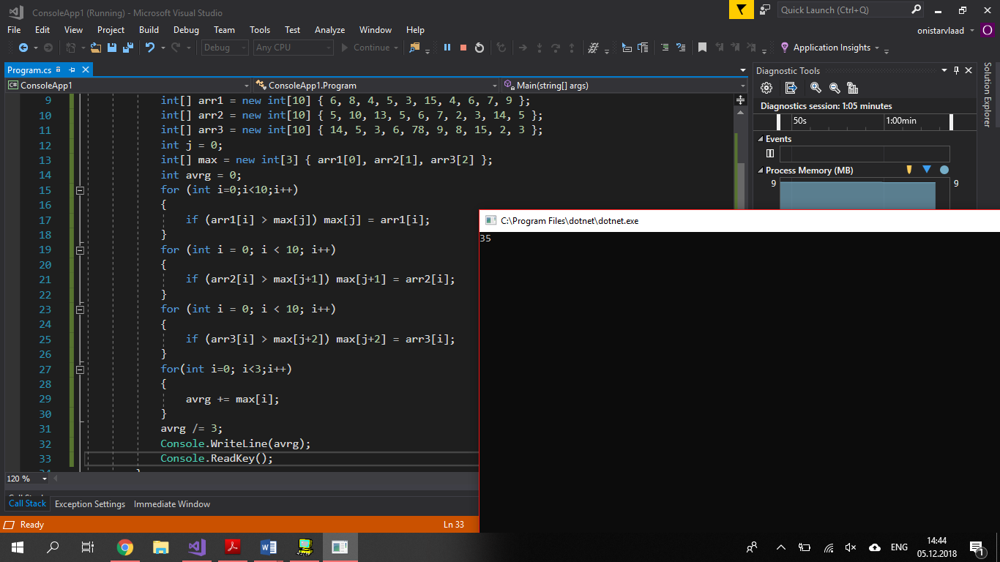 ConsoleApp1 (Running) - Microsoft Visual Studio
Quick Launch (Ctrl+Q)
File Edit View Project Build Debug Team Tools Test Analyze Window Help
onistarvlaad O
Debug Any CPU Continue Application Insights
Program.cs
Diagnostic Tools
Solution Explorer
ConsoleApp1 ConsoleApp1.Program Main(string[] args)
Diagnostics session: 1:05 minutes
50s 1:00min
Events
Process Memory (MB)
9 9
9 int[] arr1 = new int[10] { 6, 8, 4, 5, 3, 15, 4, 6, 7, 9 };
10 int[] arr2 = new int[10] { 5, 10, 13, 5, 6, 7, 2, 3, 14, 5 };
11 int[] arr3 = new int[10] { 14, 5, 3, 6, 78, 9, 8, 15, 2, 3 };
12 int j = 0;
13 int[] max = new int[3] { arr1[0], arr2[1], arr3[2] };
14 int avrg = 0;
15 for (int i=0;i<10;i++)
16 {
17 if (arr1[i] > max[j]) max[j] = arr1[i];
18 }
19 for (int i = 0; i < 10; i++)
20 {
21 if (arr2[i] > max[j+1]) max[j+1] = arr2[i];
22 }
23 for (int i = 0; i < 10; i++)
24 {
25 if (arr3[i] > max[j+2]) max[j+2] = arr3[i];
26 }
27 for(int i=0; i<3;i++)
28 {
29 avrg += max[i];
30 }
31 avrg /= 3;
32 Console.WriteLine(avrg);
33 Console.ReadKey();
C:\Program Files\dotnet\dotnet.exe
35
120 %
Call Stack Exception Settings Immediate Window
Ready Ln 33
ENG
14:44
05.12.2018
1